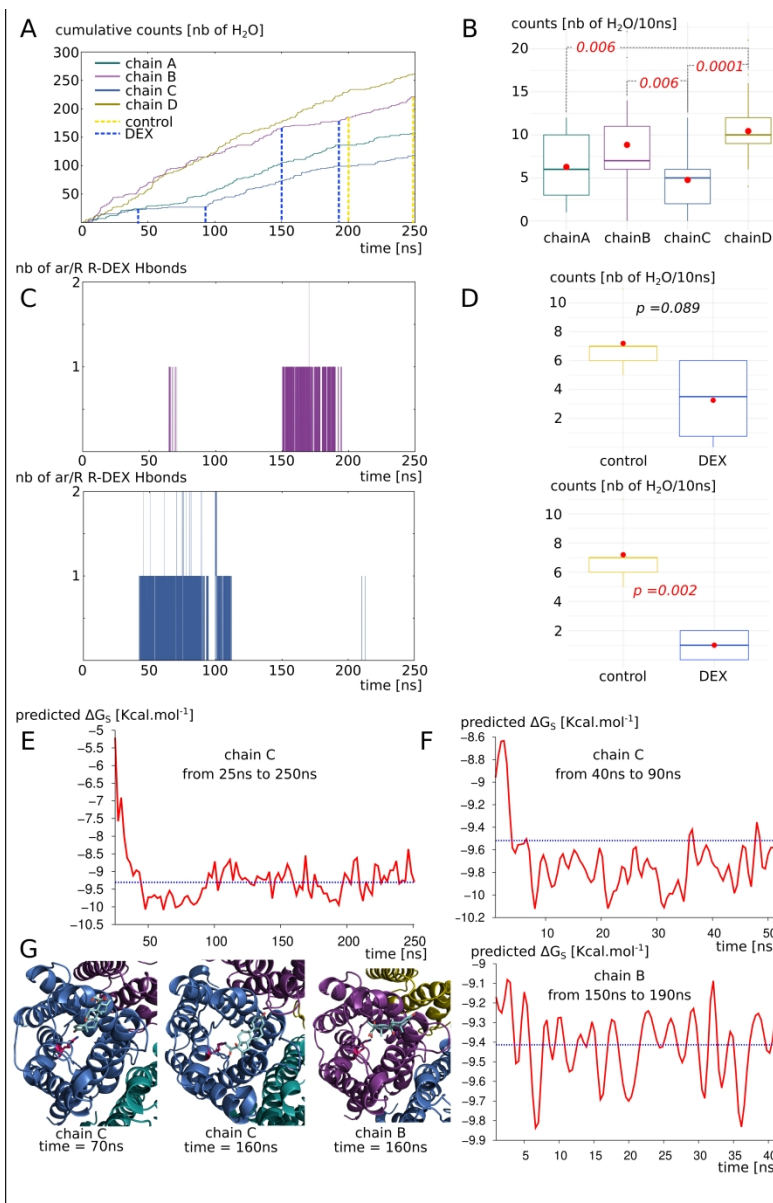 A
cumulative counts [nb of H₂O]
300
250
200
150
100
50
chain A
chain B
chain C
chain D
control
DEX
0 50 100 150 200 250
time [ns]
B
counts [nb of H₂O/10ns]
20
15
10
5
0
0.006
0.006
0.0001
chainA chainB chainC chainD
nb of ar/R R-DEX Hbonds
C
2
1
0 50 100 150 200 250
time [ns]
nb of ar/R R-DEX Hbonds
2
1
0 50 100 150 200 250
time [ns]
D
counts [nb of H₂O/10ns]
10
8
6
4
2
p =0.089
control DEX
counts [nb of H₂O/10ns]
10
8
6
4
2
p =0.002
control DEX
predicted ΔG_S [Kcal.mol⁻¹]
E
chain C
from 25ns to 250ns
−5
−5.5
−6
−6.5
−7
−7.5
−8
−8.5
−9
−9.5
−10
−10.5
50 100 150 200 250
time [ns]
predicted ΔG_S [Kcal.mol⁻¹]
F
chain C
from 40ns to 90ns
−8.6
−8.8
−9
−9.2
−9.4
−9.6
−9.8
−10
−10.2
10 20 30 40 50
time [ns]
predicted ΔG_S [Kcal.mol⁻¹]
chain B
from 150ns to 190ns
−9
−9.1
−9.2
−9.3
−9.4
−9.5
−9.6
−9.7
−9.8
−9.9
5 10 15 20 25 30 35 40
time [ns]
G
chain C
time = 70ns
chain C
time = 160ns
chain B
time = 160ns